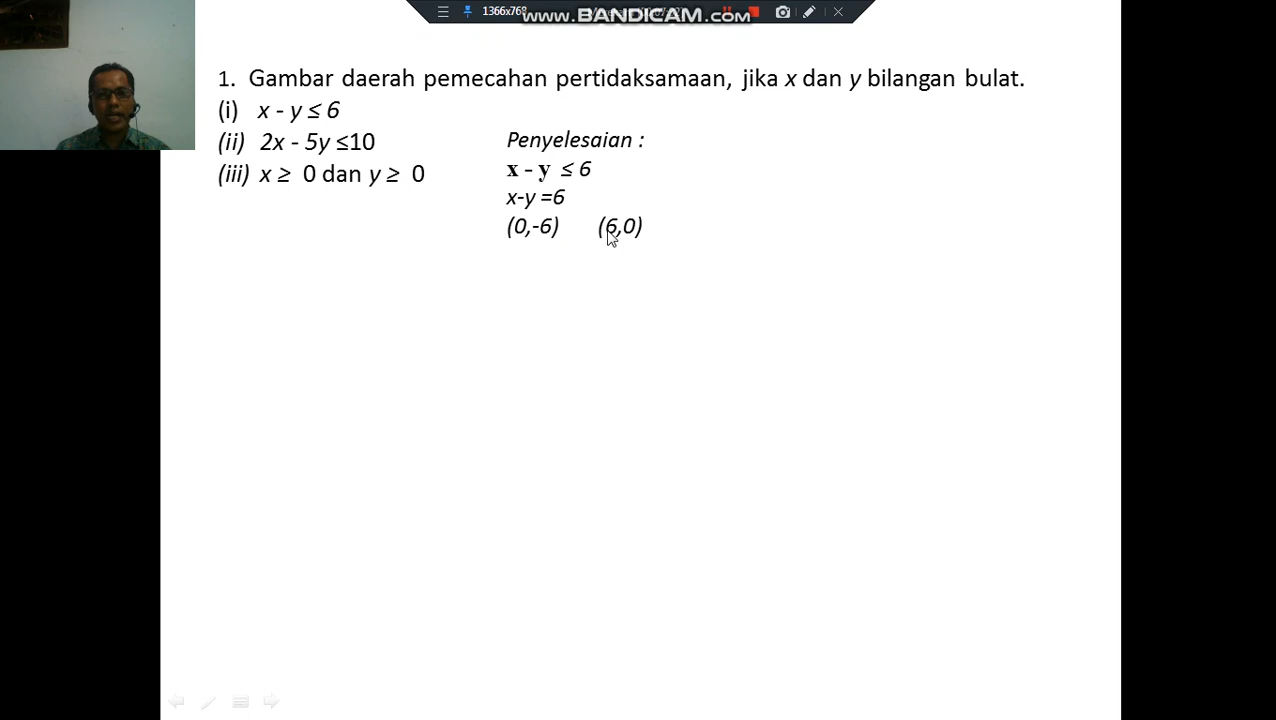 1366x768
www.BANDICAM.com
1. Gambar daerah pemecahan pertidaksamaan, jika x dan y bilangan bulat.
(i) x - y ≤ 6
(ii) 2x - 5y ≤10
(iii) x ≥ 0 dan y ≥ 0
Penyelesaian :
x - y ≤ 6
x-y =6
(0,-6) (6,0)